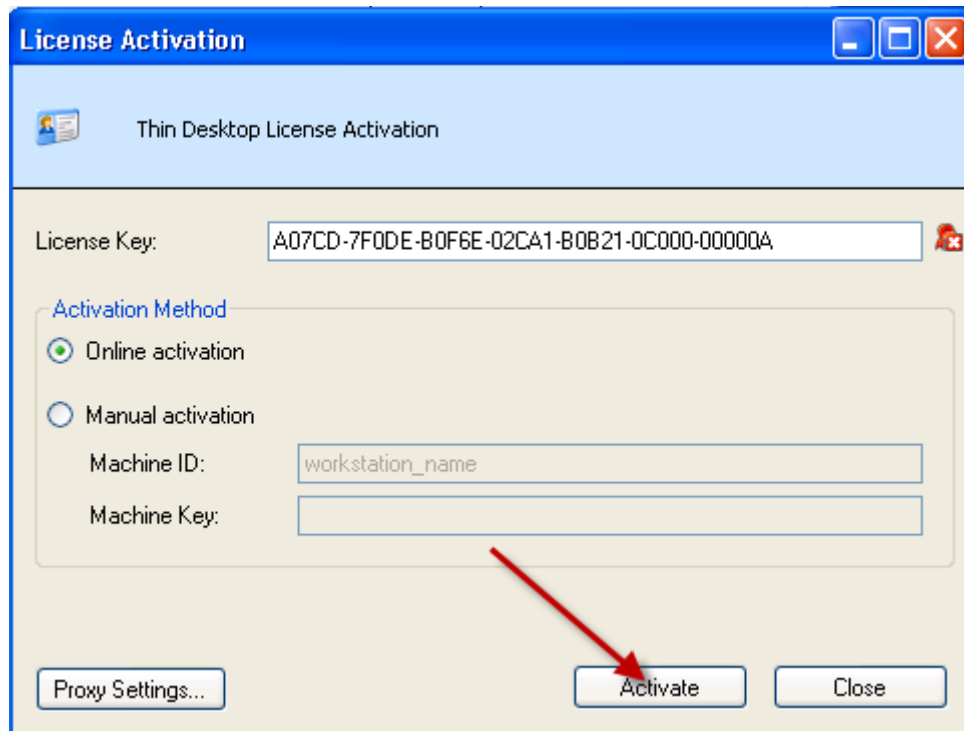 License Activation
Thin Desktop License Activation
License Key: A07CD-7F0DE-B0F6E-02CA1-B0B21-0C000-00000A
Activation Method
Online activation
Manual activation
Machine ID: workstation_name
Machine Key:
Proxy Settings... Activate Close